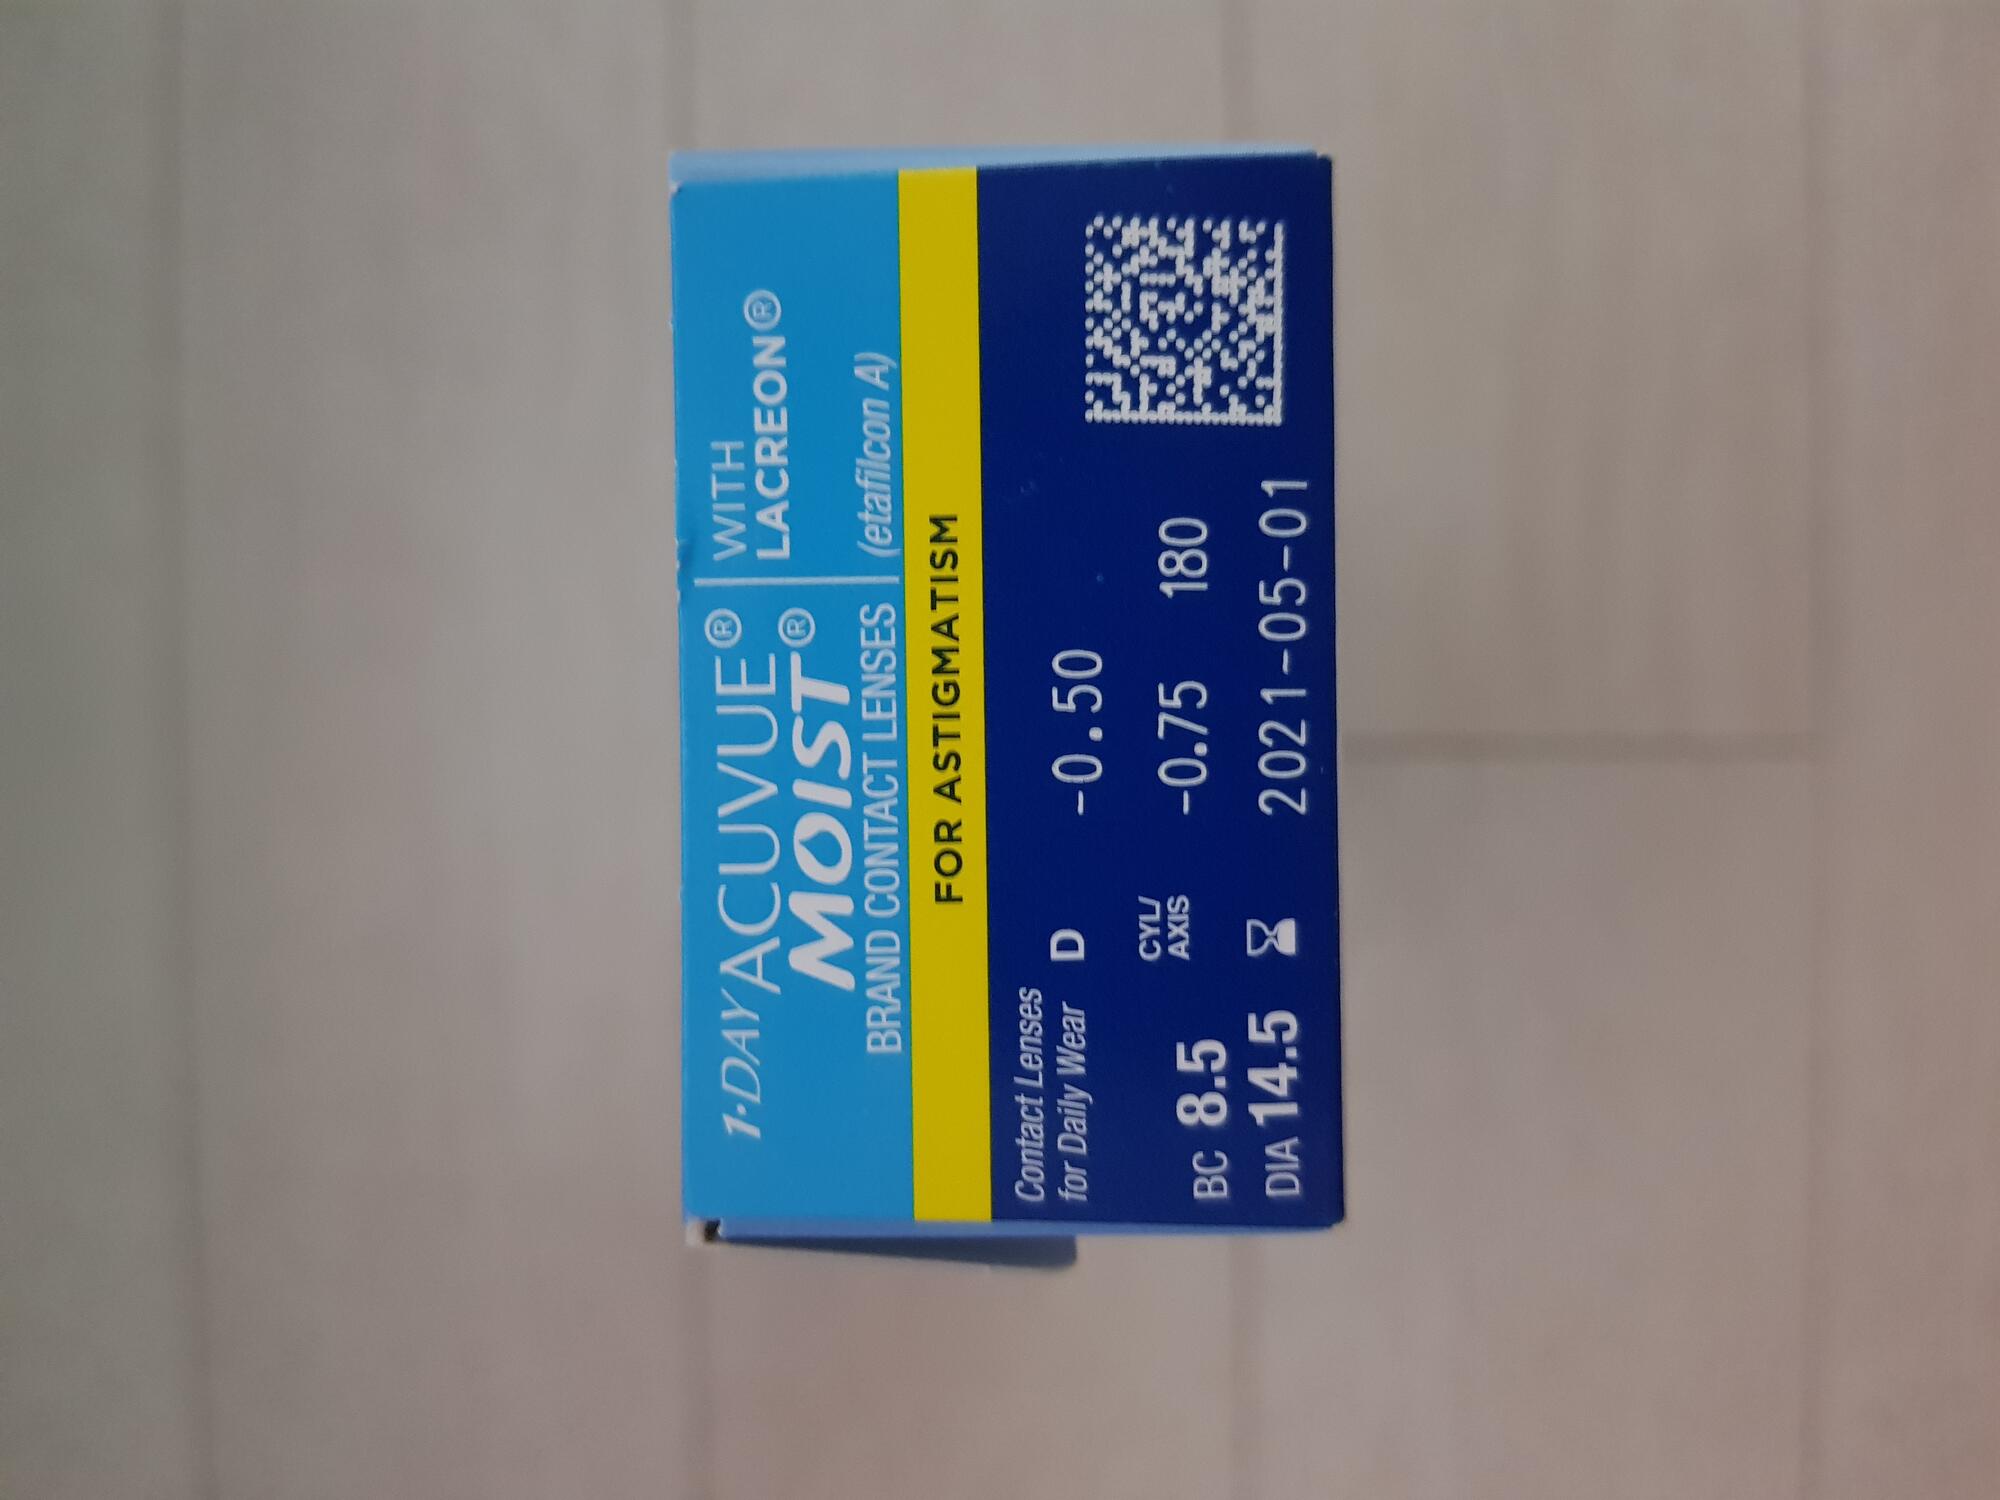 1·DAY ACUVUE® WITH
MOIST® LACREON®
BRAND CONTACT LENSES (etafilcon A)
FOR ASTIGMATISM
Contact Lenses
for Daily Wear
D -0.50
CYL/
AXIS -0.75 180
BC 8.5
DIA 14.5 2021-05-01